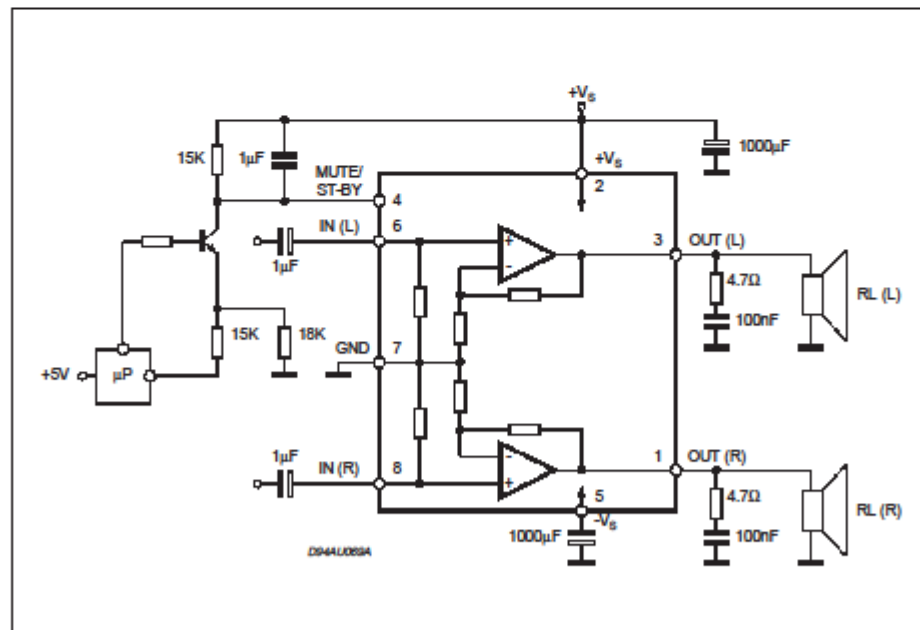 +VS
15K
1μF
MUTE/
ST-BY
+VS
1000μF
4
2
IN (L)
6
1μF
+
-
3
OUT (L)
4.7Ω
100nF
RL (L)
15K
18K
GND
7
+5V
μP
1μF
IN (R)
8
-
+
1
OUT (R)
5
-VS
4.7Ω
100nF
RL (R)
1000μF
D94AU069A